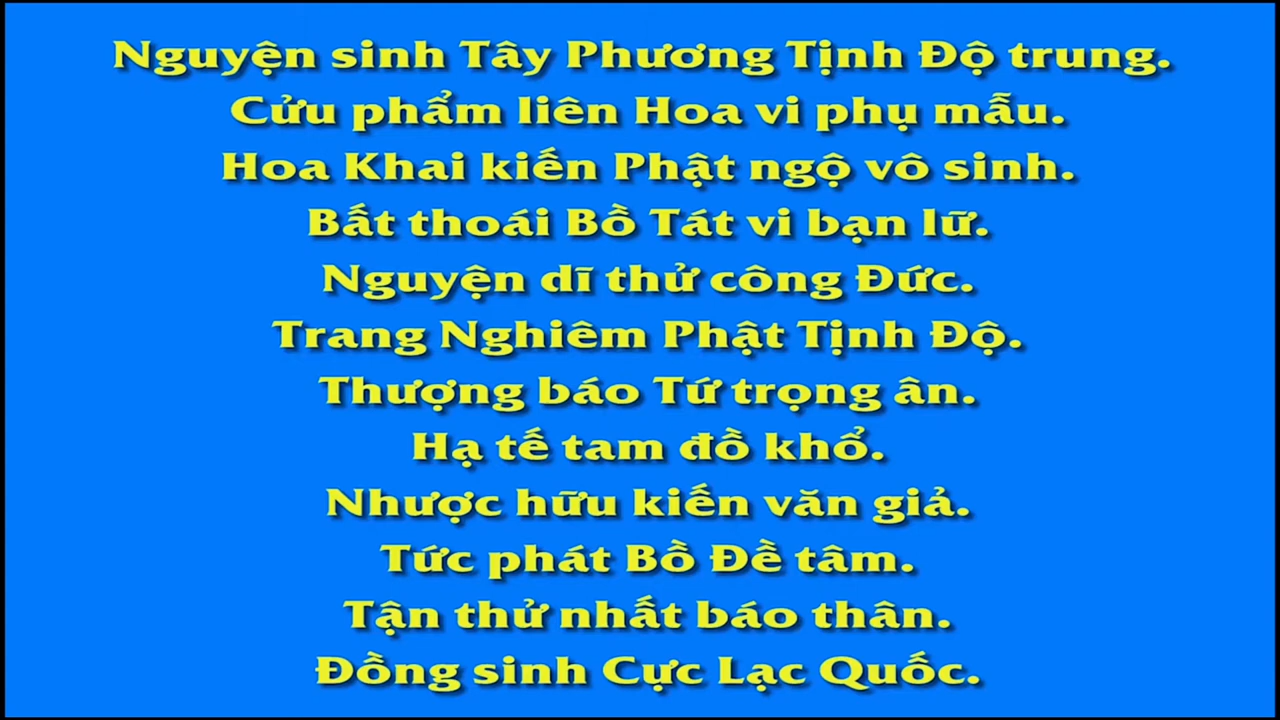 Nguyện sinh Tây Phương Tịnh Độ trung.
Cửu phẩm liên Hoa vi phụ mẫu.
Hoa Khai kiến Phật ngộ vô sinh.
Bất thoái Bồ Tát vi bạn lữ.
Nguyện dĩ thử công Đức.
Trang Nghiêm Phật Tịnh Độ.
Thượng báo Tứ trọng ân.
Hạ tế tam đồ khổ.
Nhược hữu kiến văn giả.
Tức phát Bồ Đề tâm.
Tận thử nhất báo thân.
Đồng sinh Cực Lạc Quốc.